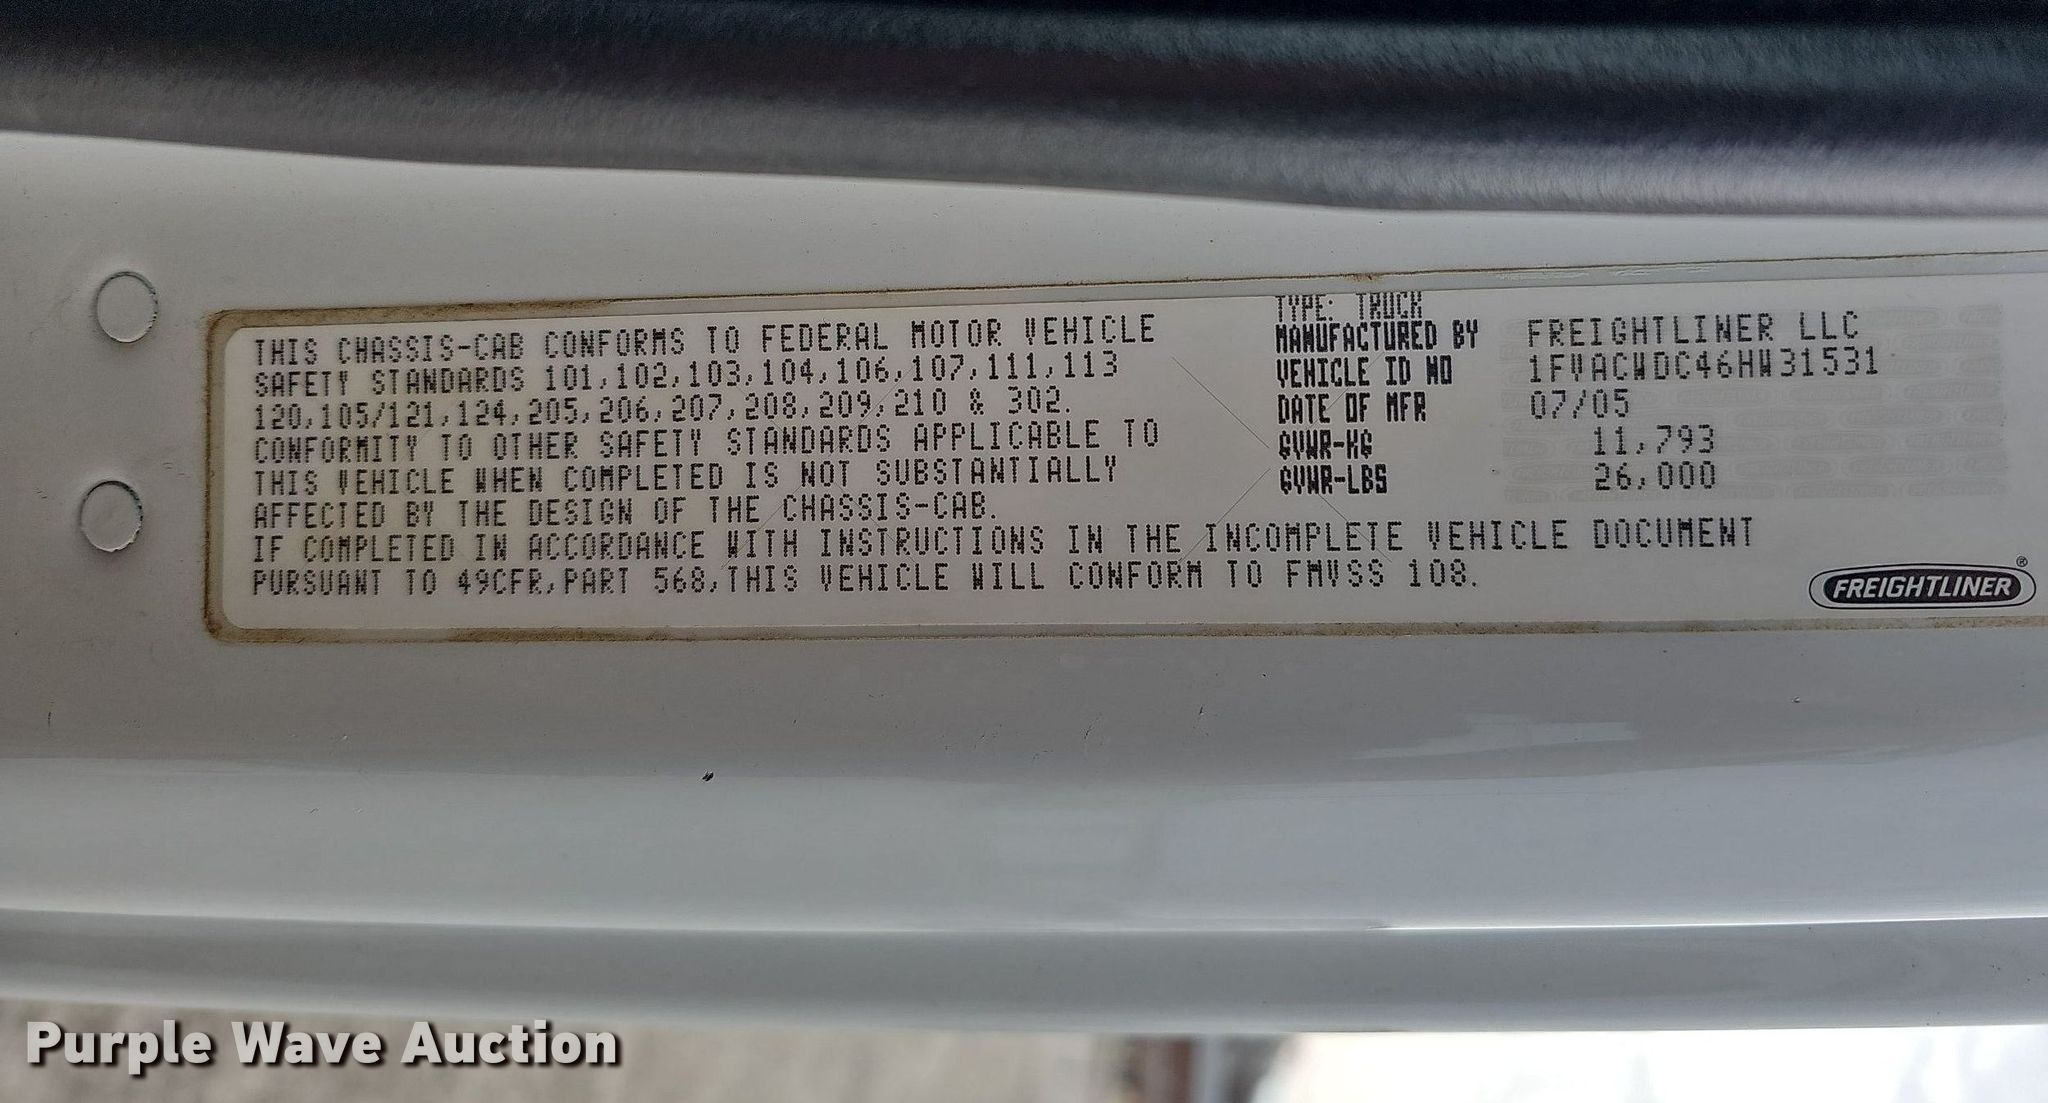 THIS CHASSIS-CAB CONFORMS TO FEDERAL MOTOR VEHICLE
SAFETY STANDARDS 101,102,103,104,106,107,111,113
120,105/121,124,205,206,207,208,209,210 & 302.
CONFORMITY TO OTHER SAFETY STANDARDS APPLICABLE TO
THIS VEHICLE WHEN COMPLETED IS NOT SUBSTANTIALLY
AFFECTED BY THE DESIGN OF THE CHASSIS-CAB.
IF COMPLETED IN ACCORDANCE WITH INSTRUCTIONS IN THE INCOMPLETE VEHICLE DOCUMENT
PURSUANT TO 49CFR,PART 568,THIS VEHICLE WILL CONFORM TO FMVSS 108.
TYPE: TRUCK
MANUFACTURED BY FREIGHTLINER LLC
VEHICLE ID NO 1FVACWDC46HW31531
DATE OF MFR 07/05
GVWR-KG 11,793
GVWR-LBS 26,000
FREIGHTLINER®
Purple Wave Auction